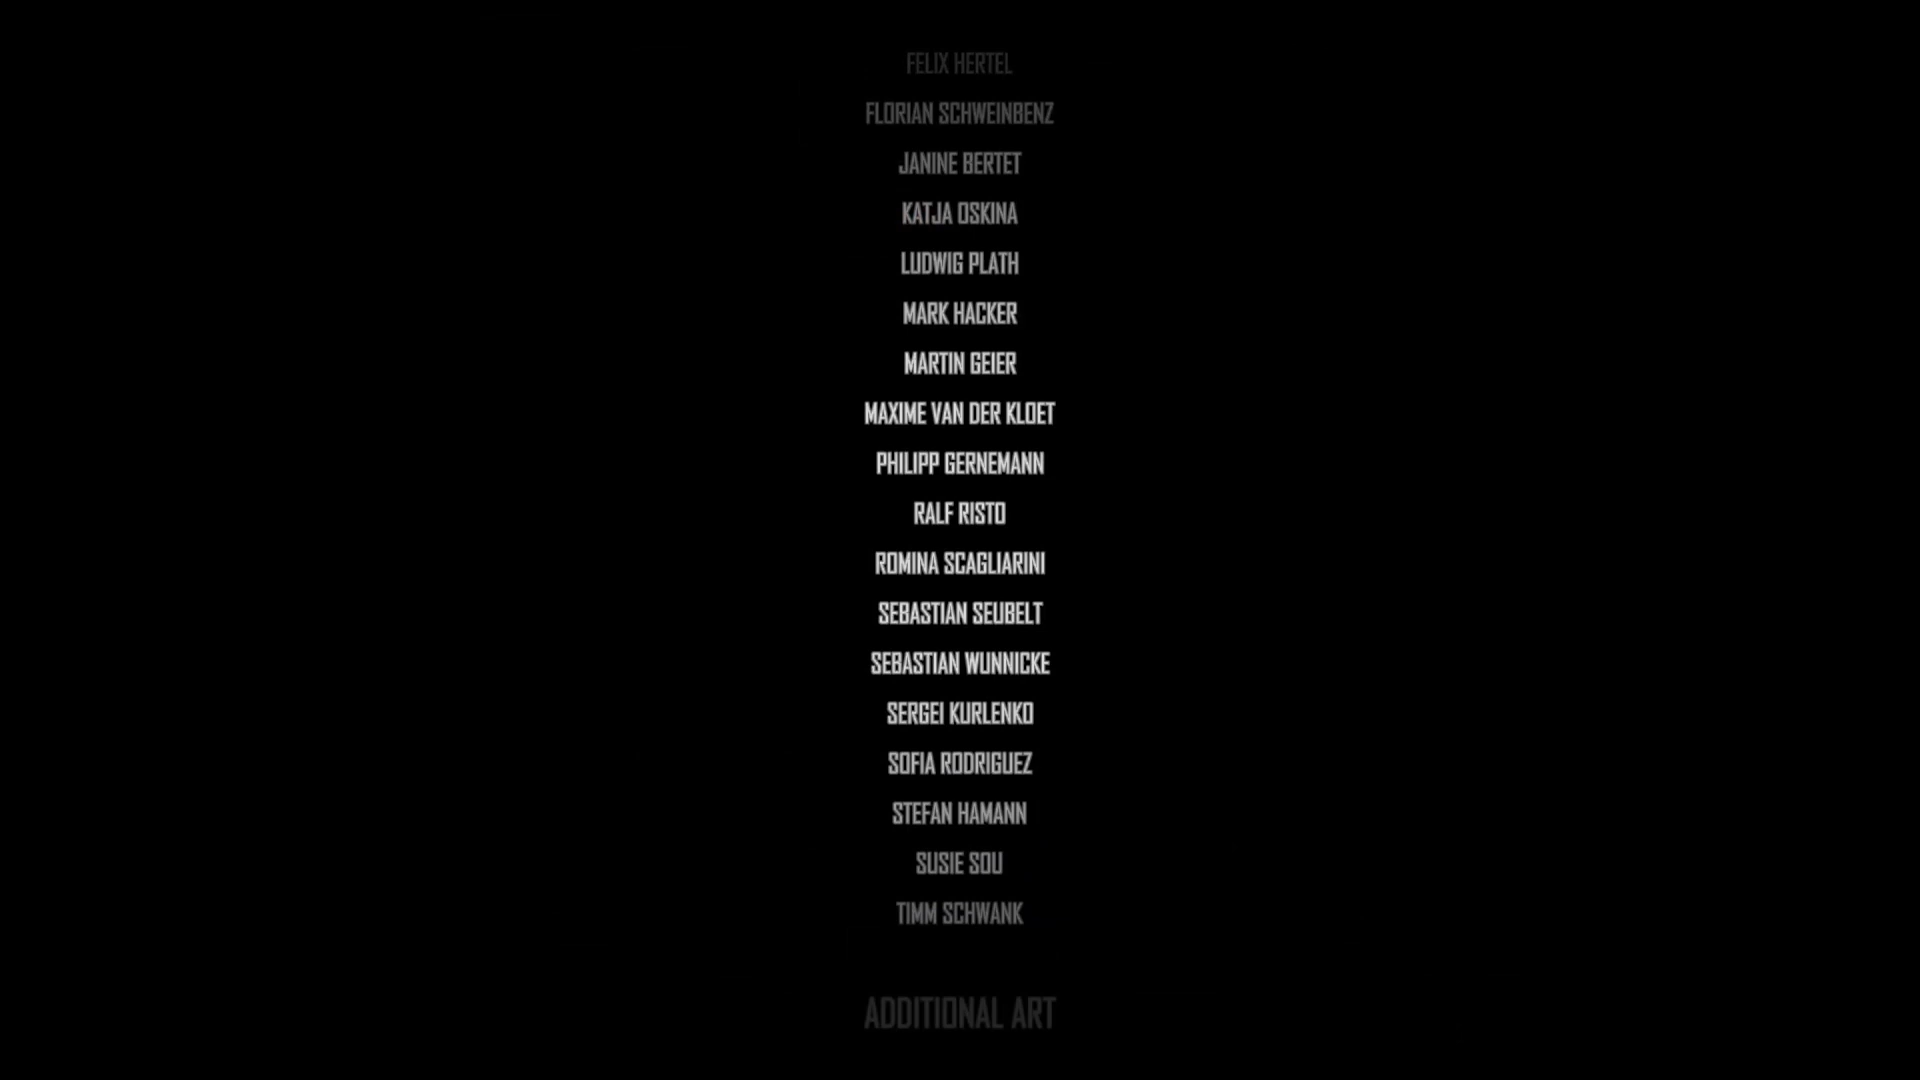 FELIX HERTEL
FLORIAN SCHWEINBENZ
JANINE BERTET
KATJA OSKINA
LUDWIG PLATH
MARK HACKER
MARTIN GEIER
MAXIME VAN DER KLOET
PHILIPP GERNEMANN
RALF RISTO
ROMINA SCAGLIARINI
SEBASTIAN SEUBELT
SEBASTIAN WUNNICKE
SERGEI KURLENKO
SOFIA RODRIGUEZ
STEFAN HAMANN
SUSIE SOU
TIMM SCHWANK
ADDITIONAL ART